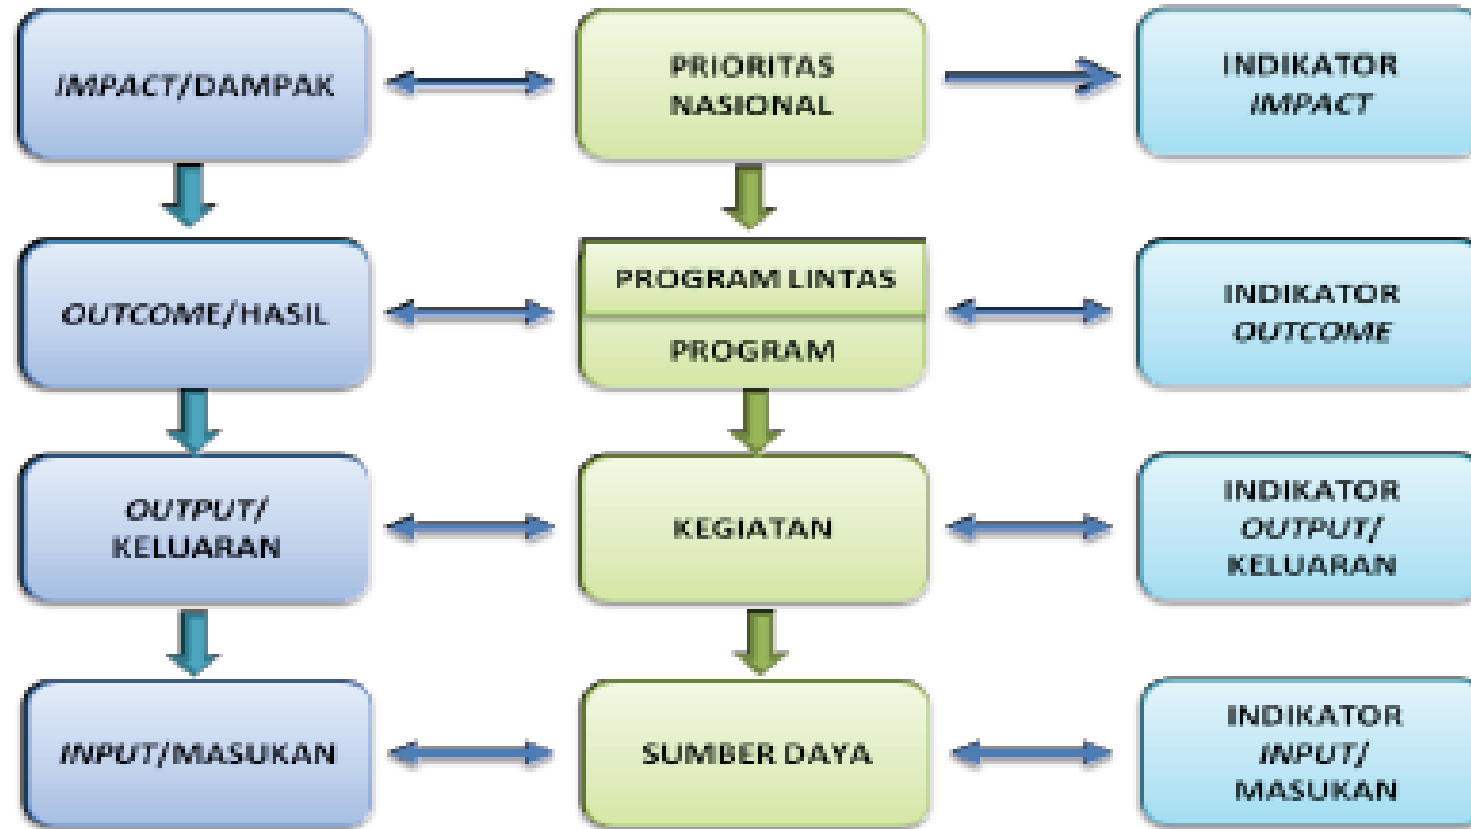 IMPACT/DAMPAK
PRIORITAS
NASIONAL
INDIKATOR
IMPACT
OUTCOME/HASIL
PROGRAM LINTAS
PROGRAM
INDIKATOR
OUTCOME
OUTPUT/
KELUARAN
KEGIATAN
INDIKATOR
OUTPUT/
KELUARAN
INPUT/MASUKAN
SUMBER DAYA
INDIKATOR
INPUT/
MASUKAN